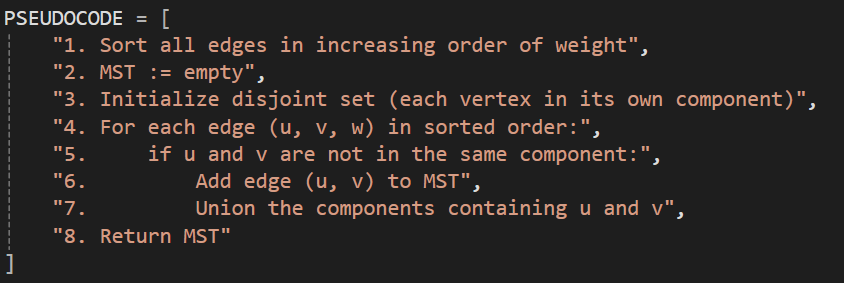 PSEUDOCODE = [
    "1. Sort all edges in increasing order of weight",
    "2. MST := empty",
    "3. Initialize disjoint set (each vertex in its own component)",
    "4. For each edge (u, v, w) in sorted order:",
    "5.     if u and v are not in the same component:",
    "6.         Add edge (u, v) to MST",
    "7.         Union the components containing u and v",
    "8. Return MST"
]